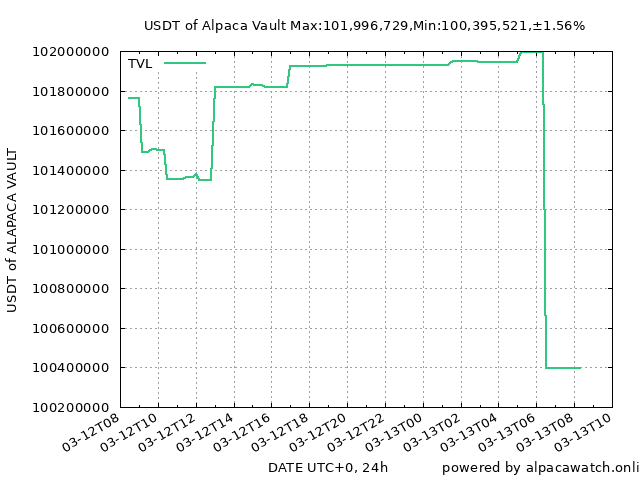 USDT of Alpaca Vault Max:101,996,729,Min:100,395,521,±1.56%
TVL
102000000
101800000
101600000
101400000
101200000
101000000
100800000
100600000
100400000
100200000
USDT of ALAPACA VAULT
03-12T08
03-12T10
03-12T12
03-12T14
03-12T16
03-12T18
03-12T20
03-12T22
03-13T00
03-13T02
03-13T04
03-13T06
03-13T08
03-13T10
DATE UTC+0, 24h
powered by alpacawatch.onli